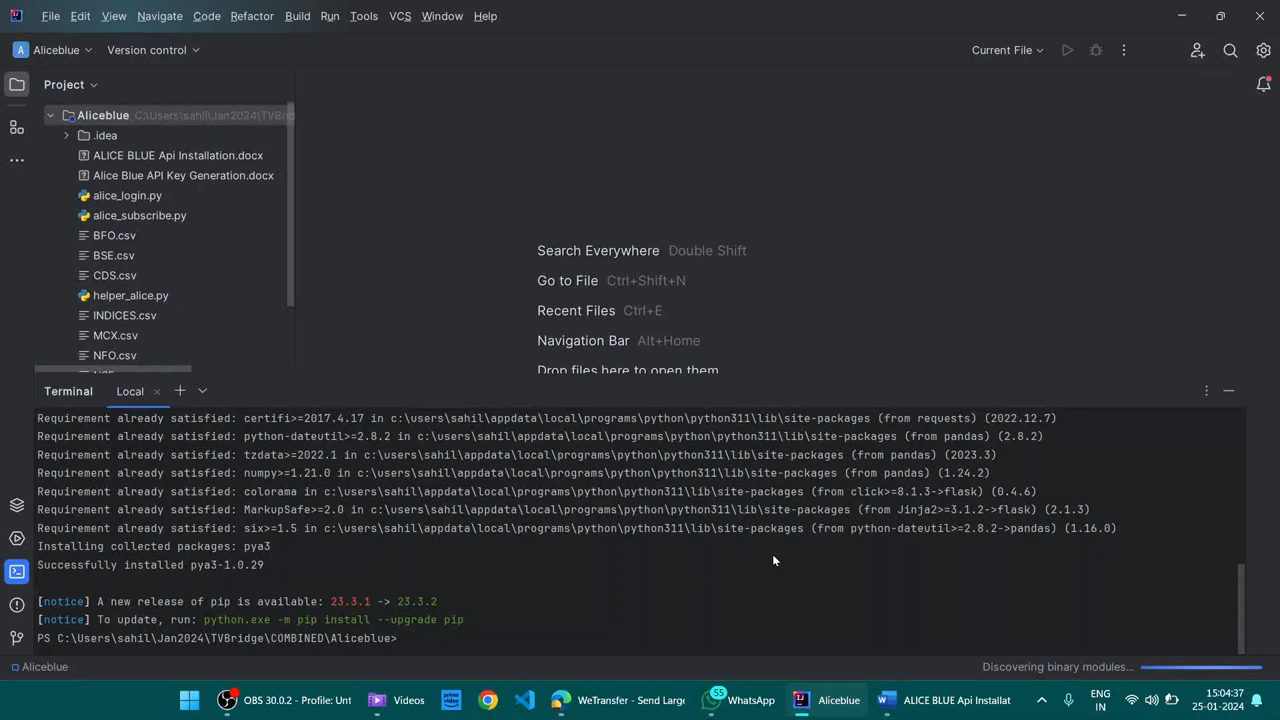 File Edit View Navigate Code Refactor Build Run Tools VCS Window Help
A Aliceblue Version control Current File
Project
Aliceblue C:\Users\sahil\Jan2024\TVBrid
.idea
ALICE BLUE Api Installation.docx
Alice Blue API Key Generation.docx
alice_login.py
alice_subscribe.py
BFO.csv
BSE.csv
CDS.csv
helper_alice.py
INDICES.csv
MCX.csv
NFO.csv
Search Everywhere Double Shift
Go to File Ctrl+Shift+N
Recent Files Ctrl+E
Navigation Bar Alt+Home
Drop files here to open them
Terminal Local
Requirement already satisfied: certifi>=2017.4.17 in c:\users\sahil\appdata\local\programs\python\python311\lib\site-packages (from requests) (2022.12.7)
Requirement already satisfied: python-dateutil>=2.8.2 in c:\users\sahil\appdata\local\programs\python\python311\lib\site-packages (from pandas) (2.8.2)
Requirement already satisfied: tzdata>=2022.1 in c:\users\sahil\appdata\local\programs\python\python311\lib\site-packages (from pandas) (2023.3)
Requirement already satisfied: numpy>=1.21.0 in c:\users\sahil\appdata\local\programs\python\python311\lib\site-packages (from pandas) (1.24.2)
Requirement already satisfied: colorama in c:\users\sahil\appdata\local\programs\python\python311\lib\site-packages (from click>=8.1.3->flask) (0.4.6)
Requirement already satisfied: MarkupSafe>=2.0 in c:\users\sahil\appdata\local\programs\python\python311\lib\site-packages (from Jinja2>=3.1.2->flask) (2.1.3)
Requirement already satisfied: six>=1.5 in c:\users\sahil\appdata\local\programs\python\python311\lib\site-packages (from python-dateutil>=2.8.2->pandas) (1.16.0)
Installing collected packages: pya3
Successfully installed pya3-1.0.29
[notice] A new release of pip is available: 23.3.1 -> 23.3.2
[notice] To update, run: python.exe -m pip install --upgrade pip
PS C:\Users\sahil\Jan2024\TVBridge\COMBINED\Aliceblue>
Aliceblue Discovering binary modules...
OBS 30.0.2 - Profile: Unt Videos WeTransfer - Send Large 55 WhatsApp Aliceblue ALICE BLUE Api Installat ENG IN 15:04:37 25-01-2024